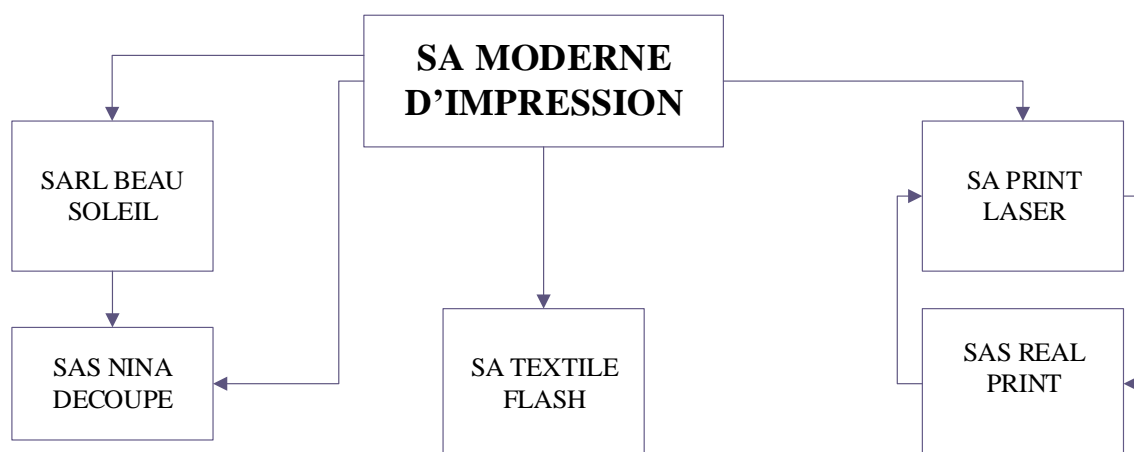 SA MODERNE
D'IMPRESSION
SARL BEAU
SOLEIL
SA PRINT
LASER
SAS NINA
DECOUPE
SA TEXTILE
FLASH
SAS REAL
PRINT